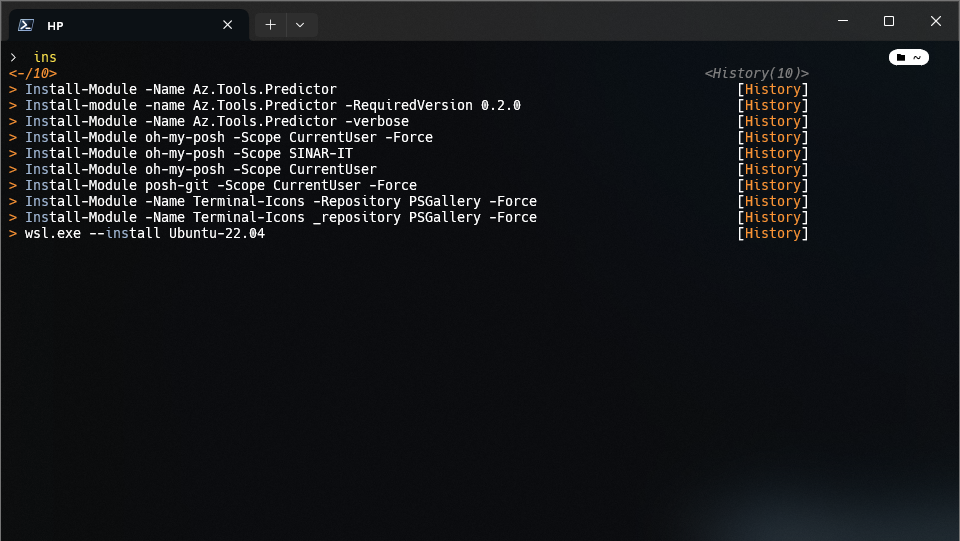 HP
> ins
~
<-/10> <History(10)>
> Install-Module -Name Az.Tools.Predictor [History]
> Install-module -name Az.Tools.Predictor -RequiredVersion 0.2.0 [History]
> Install-Module -Name Az.Tools.Predictor -verbose [History]
> Install-Module oh-my-posh -Scope CurrentUser -Force [History]
> Install-Module oh-my-posh -Scope SINAR-IT [History]
> Install-Module oh-my-posh -Scope CurrentUser [History]
> Install-Module posh-git -Scope CurrentUser -Force [History]
> Install-Module -Name Terminal-Icons -Repository PSGallery -Force [History]
> Install-Module -Name Terminal-Icons _repository PSGallery -Force [History]
> wsl.exe --install Ubuntu-22.04 [History]